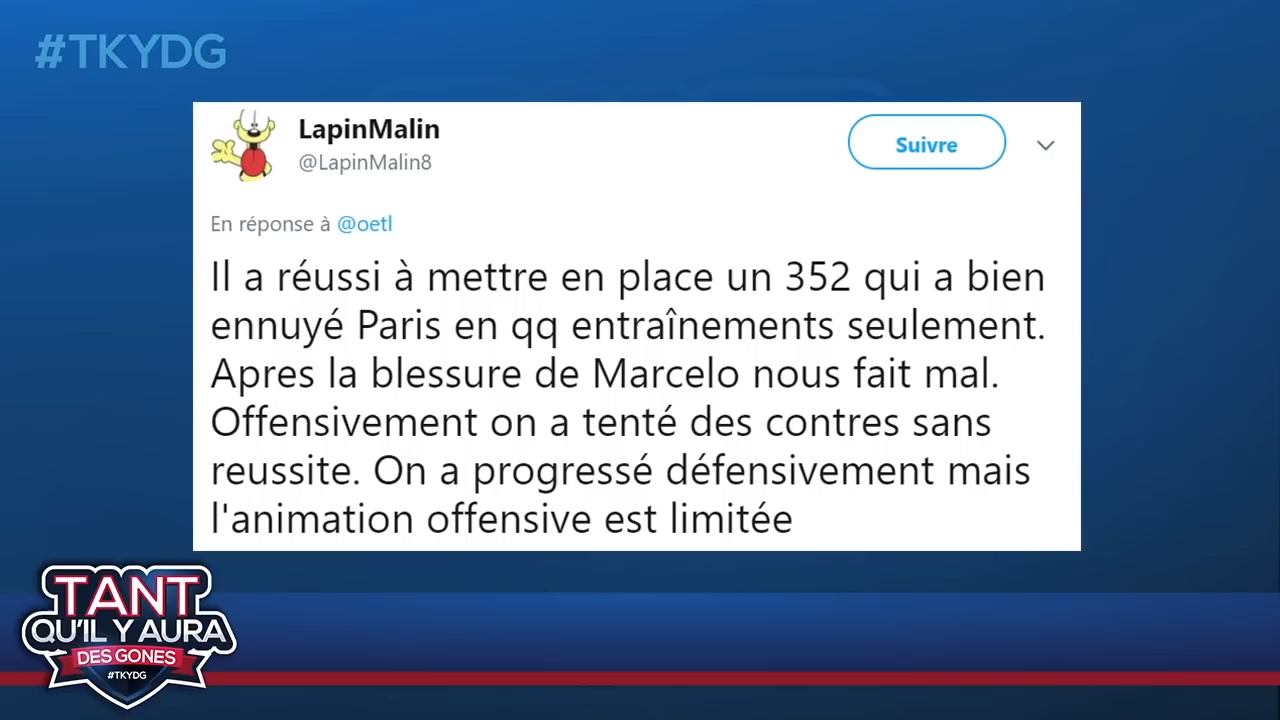 #TKYDG
LapinMalin
@LapinMalin8
Suivre
En réponse à @oetl
Il a réussi à mettre en place un 352 qui a bien
ennuyé Paris en qq entraînements seulement.
Apres la blessure de Marcelo nous fait mal.
Offensivement on a tenté des contres sans
reussite. On a progressé défensivement mais
l'animation offensive est limitée
TANT
QU'IL Y AURA
DES GONES
#TKYDG